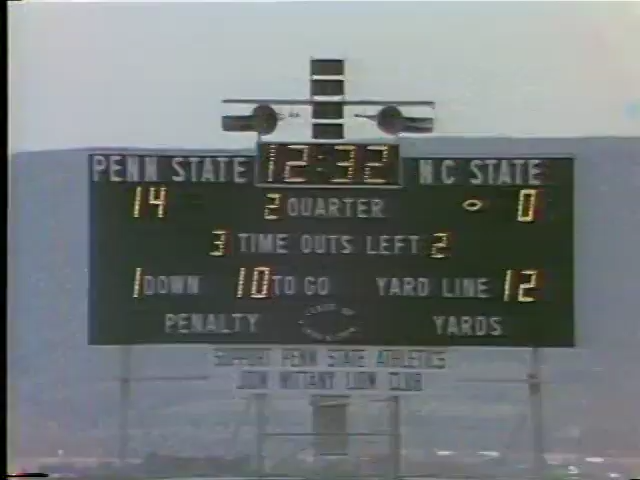 PENN STATE 12:32 N C STATE
14 2 QUARTER 0
3 TIME OUTS LEFT 2
1 DOWN 10 TO GO YARD LINE 12
PENALTY YARDS
SUPPORT PENN STATE ATHLETICS
JOIN NITTANY LION CLUB